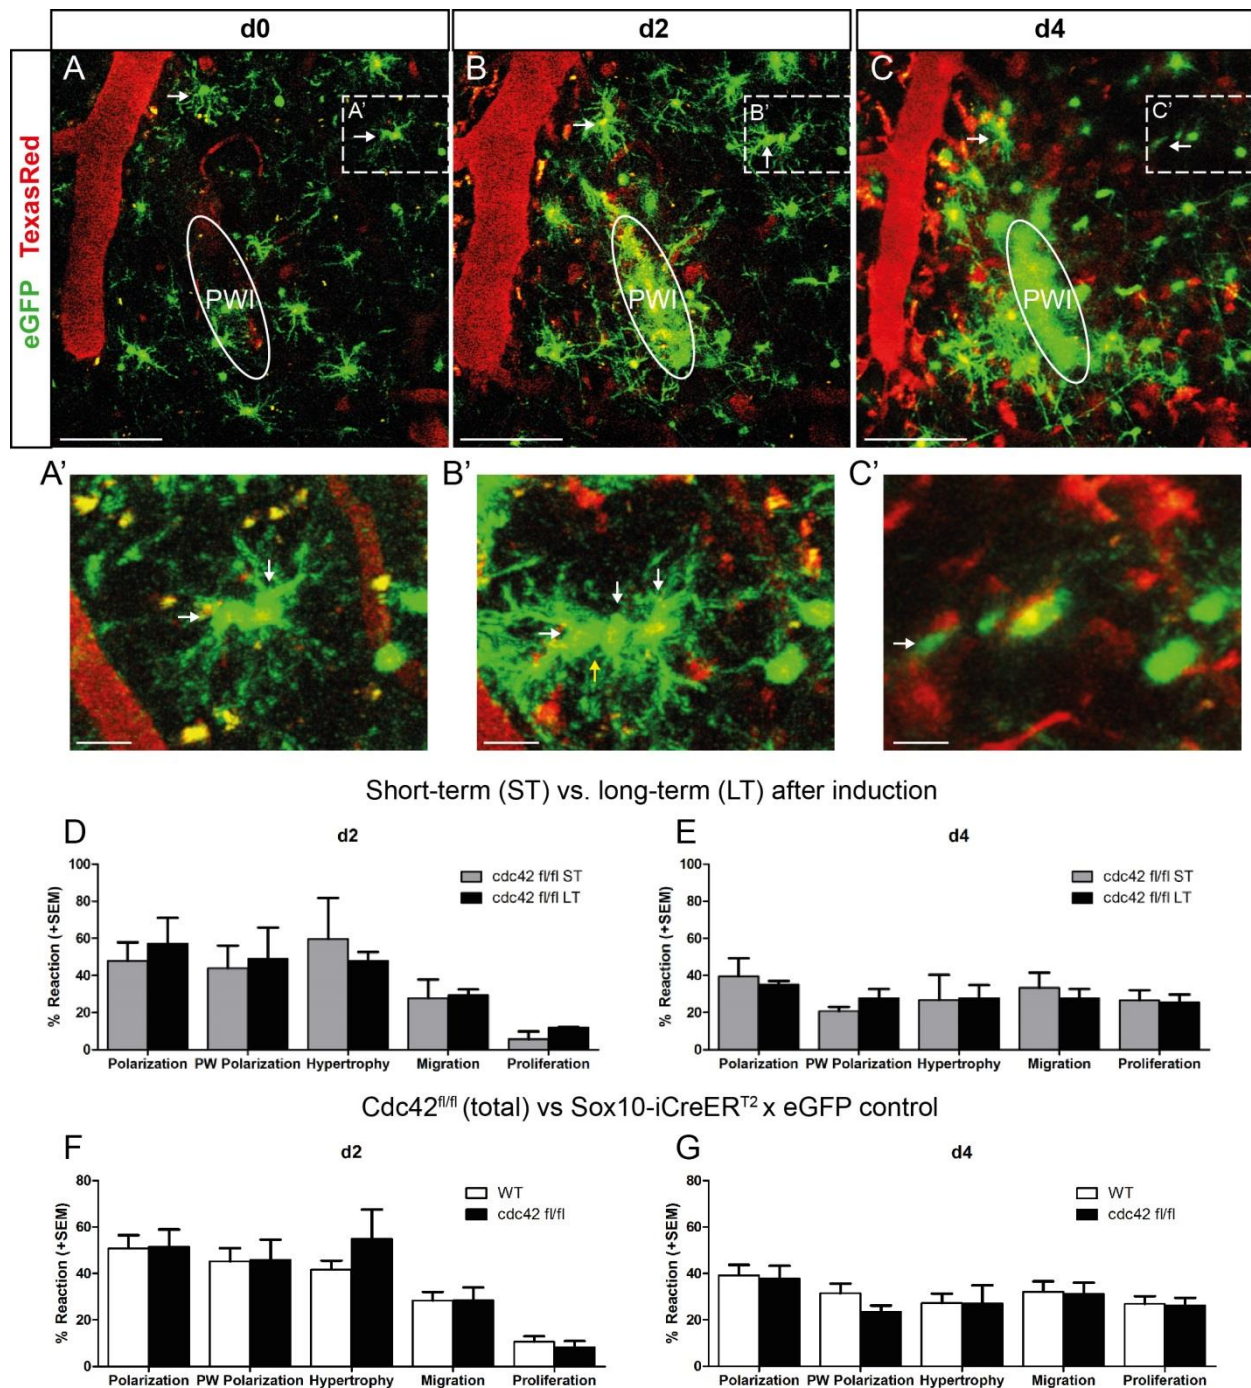 d0 d2 d4
eGFP TexasRed
A B C
A' B' C'
PWI PWI PWI
A' B' C'
Short-term (ST) vs. long-term (LT) after induction
D E
d2 d4
% Reaction (+SEM)
100
80
60
40
20
0
cdc42 fl/fl ST
cdc42 fl/fl LT
Polarization PW Polarization Hypertrophy Migration Proliferation
% Reaction (+SEM)
100
80
60
40
20
0
cdc42 fl/fl ST
cdc42 fl/fl LT
Polarization PW Polarization Hypertrophy Migration Proliferation
Cdc42fl/fl (total) vs Sox10-iCreERT2 x eGFP control
F G
d2 d4
% Reaction (+SEM)
80
60
40
20
0
WT
cdc42 fl/fl
Polarization PW Polarization Hypertrophy Migration Proliferation
% Reaction (+SEM)
80
60
40
20
0
WT
cdc42 fl/fl
Polarization PW Polarization Hypertrophy Migration Proliferation